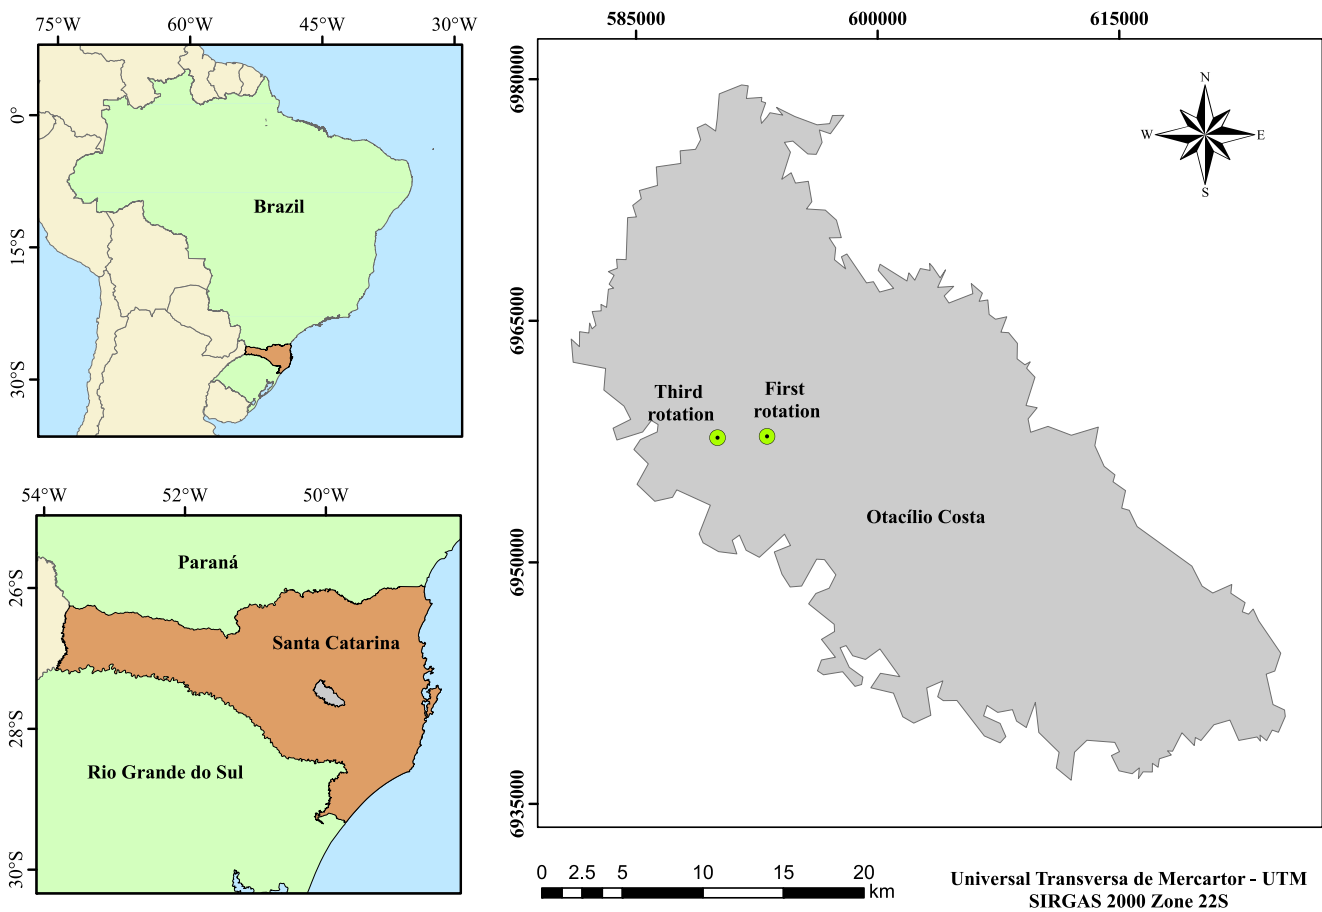 75°W 60°W 45°W 30°W
0°
15°S
30°S
Brazil
54°W 52°W 50°W
26°S
28°S
30°S
Paraná
Santa Catarina
Rio Grande do Sul
585000 600000 615000
6980000
6965000
6950000
6935000
N
W E
S
Third
rotation
First
rotation
Otacílio Costa
0 2.5 5 10 15 20
km
Universal Transversa de Mercartor - UTM
SIRGAS 2000 Zone 22S